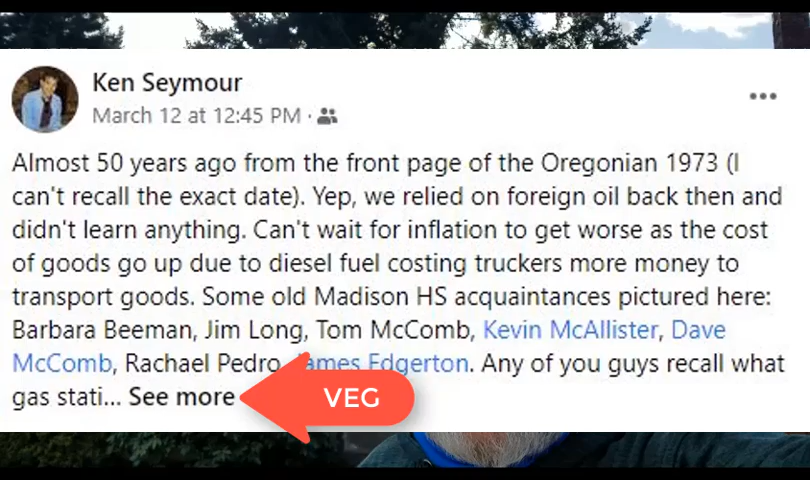 Ken Seymour
March 12 at 12:45 PM ·
Almost 50 years ago from the front page of the Oregonian 1973 (I
can't recall the exact date). Yep, we relied on foreign oil back then and
didn't learn anything. Can't wait for inflation to get worse as the cost
of goods go up due to diesel fuel costing truckers more money to
transport goods. Some old Madison HS acquaintances pictured here:
Barbara Beeman, Jim Long, Tom McComb, Kevin McAllister, Dave
McComb, Rachael Pedro, James Edgerton. Any of you guys recall what
gas stati... See more
VEG